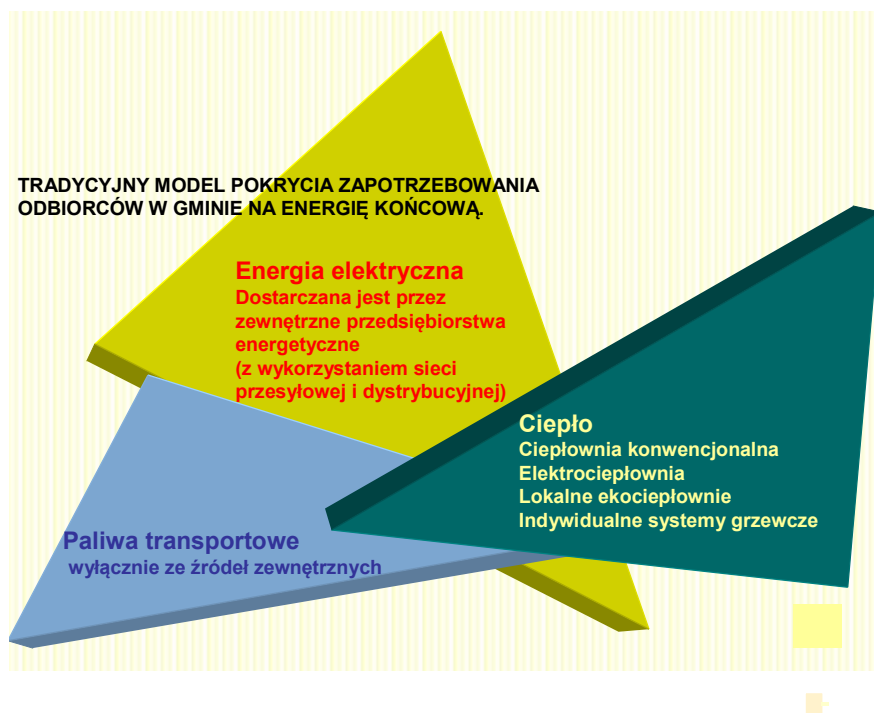 TRADYCYJNY MODEL POKRYCIA ZAPOTRZEBOWANIA
ODBIORCÓW W GMINIE NA ENERGIĘ KOŃCOWĄ.
Energia elektryczna
Dostarczana jest przez
zewnętrzne przedsiębiorstwa
energetyczne
(z wykorzystaniem sieci
przesyłowej i dystrybucyjnej)
Ciepło
Ciepłownia konwencjonalna
Elektrociepłownia
Lokalne ekociepłownie
Indywidualne systemy grzewcze
Paliwa transportowe
wyłącznie ze źródeł zewnętrznych